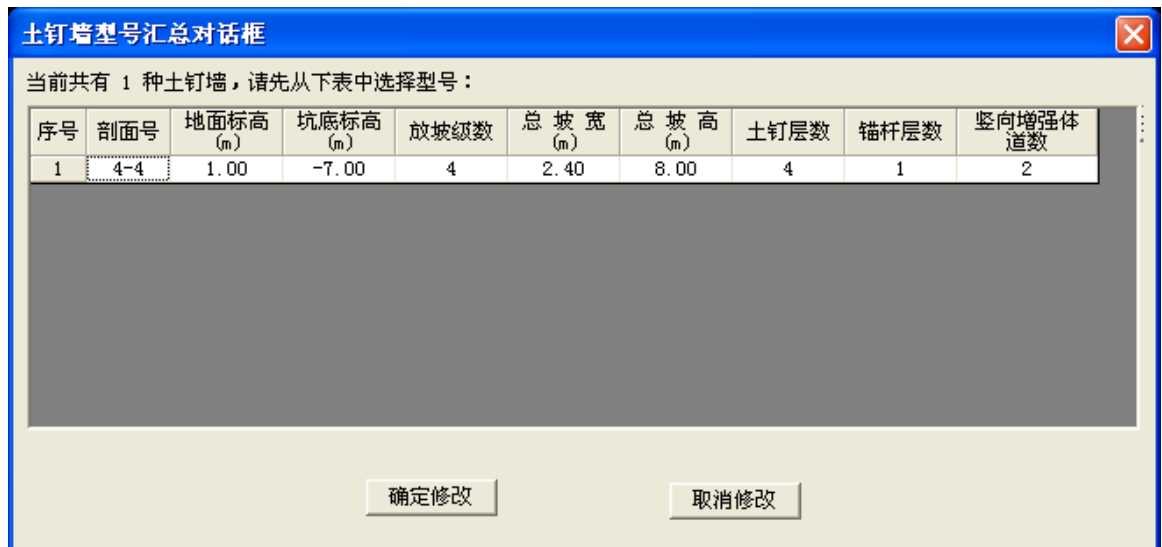 土钉墙型号汇总对话框
当前共有 1 种土钉墙，请先从下表中选择型号：
序号 剖面号 地面标高(m) 坑底标高(m) 放坡级数 总 坡 宽(m) 总 坡 高(m) 土钉层数 锚杆层数 竖向增强体道数
1 4-4 1.00 -7.00 4 2.40 8.00 4 1 2
确定修改 取消修改